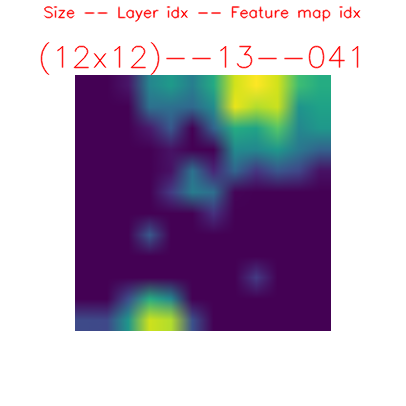 Size -- Layer idx -- Feature map idx
(12x12)--13--041